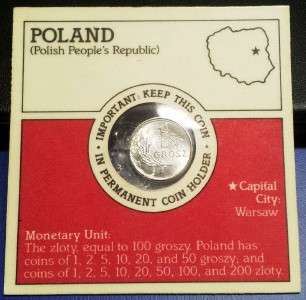 POLAND
(Polish People's Republic)
• IMPORTANT: KEEP THIS COIN •
IN PERMANENT COIN HOLDER
1
GROSZ
★ Capital
City:
Warsaw
Monetary Unit:
The zloty, equal to 100 groszy. Poland has
coins of 1, 2, 5, 10, 20, and 50 groszy; and
coins of 1, 2, 5, 10, 20, 50, 100, and 200 zloty.